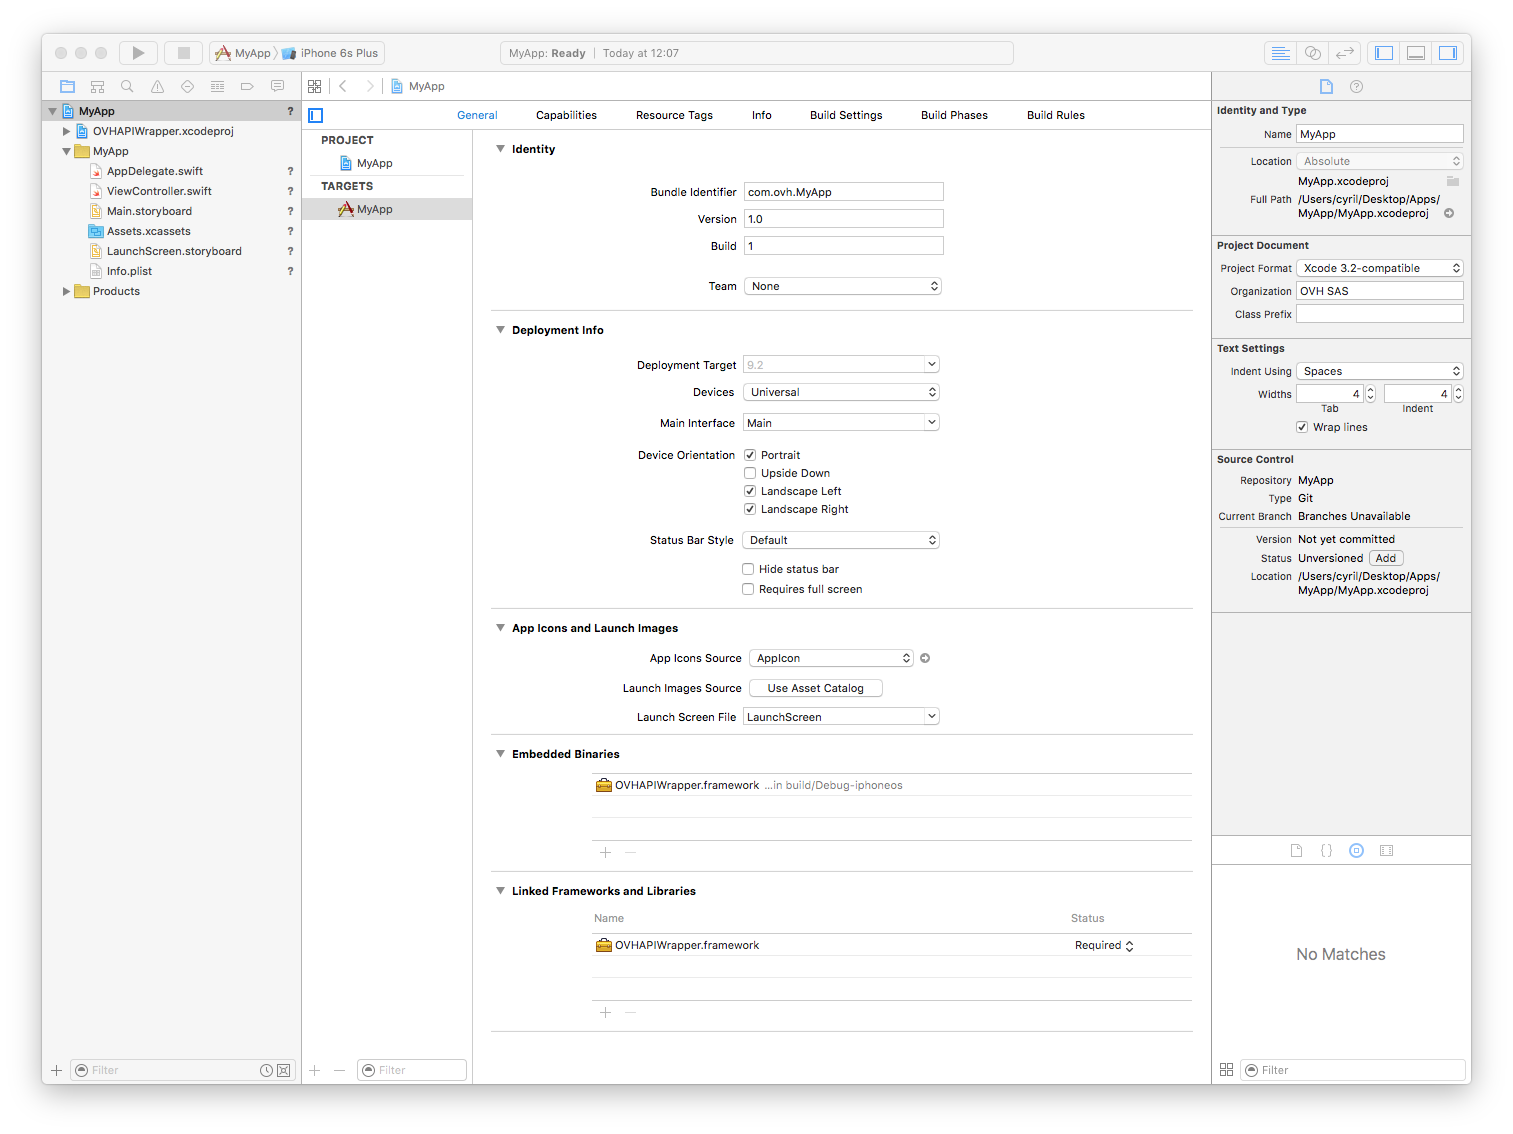 MyApp
iPhone 6s Plus
MyApp: Ready | Today at 12:07
MyApp
MyApp ?
OVHAPIWrapper.xcodeproj
MyApp
AppDelegate.swift ?
ViewController.swift ?
Main.storyboard ?
Assets.xcassets ?
LaunchScreen.storyboard ?
Info.plist ?
Products
Filter
General Capabilities Resource Tags Info Build Settings Build Phases Build Rules
PROJECT
MyApp
TARGETS
MyApp
Filter
Identity
Bundle Identifier com.ovh.MyApp
Version 1.0
Build 1
Team None
Deployment Info
Deployment Target 9.2
Devices Universal
Main Interface Main
Device Orientation Portrait
Upside Down
Landscape Left
Landscape Right
Status Bar Style Default
Hide status bar
Requires full screen
App Icons and Launch Images
App Icons Source AppIcon
Launch Images Source Use Asset Catalog
Launch Screen File LaunchScreen
Embedded Binaries
OVHAPIWrapper.framework ...in build/Debug-iphoneos
Linked Frameworks and Libraries
Name Status
OVHAPIWrapper.framework Required
Identity and Type
Name MyApp
Location Absolute
MyApp.xcodeproj
Full Path /Users/cyril/Desktop/Apps/
MyApp/MyApp.xcodeproj
Project Document
Project Format Xcode 3.2-compatible
Organization OVH SAS
Class Prefix
Text Settings
Indent Using Spaces
Widths 4 4
Tab Indent
Wrap lines
Source Control
Repository MyApp
Type Git
Current Branch Branches Unavailable
Version Not yet committed
Status Unversioned Add
Location /Users/cyril/Desktop/Apps/
MyApp/MyApp.xcodeproj
No Matches
Filter